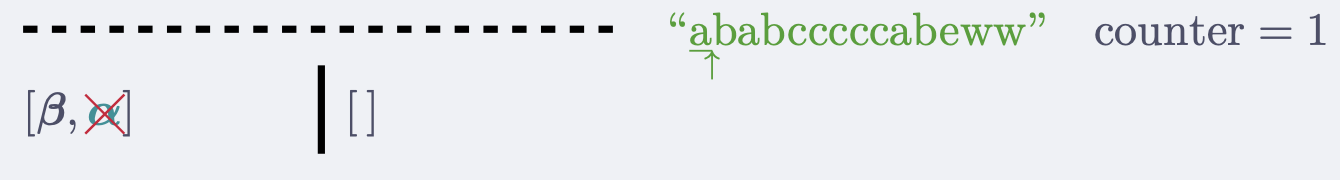 “ababcccccabeww” counter = 1
[β, α] []